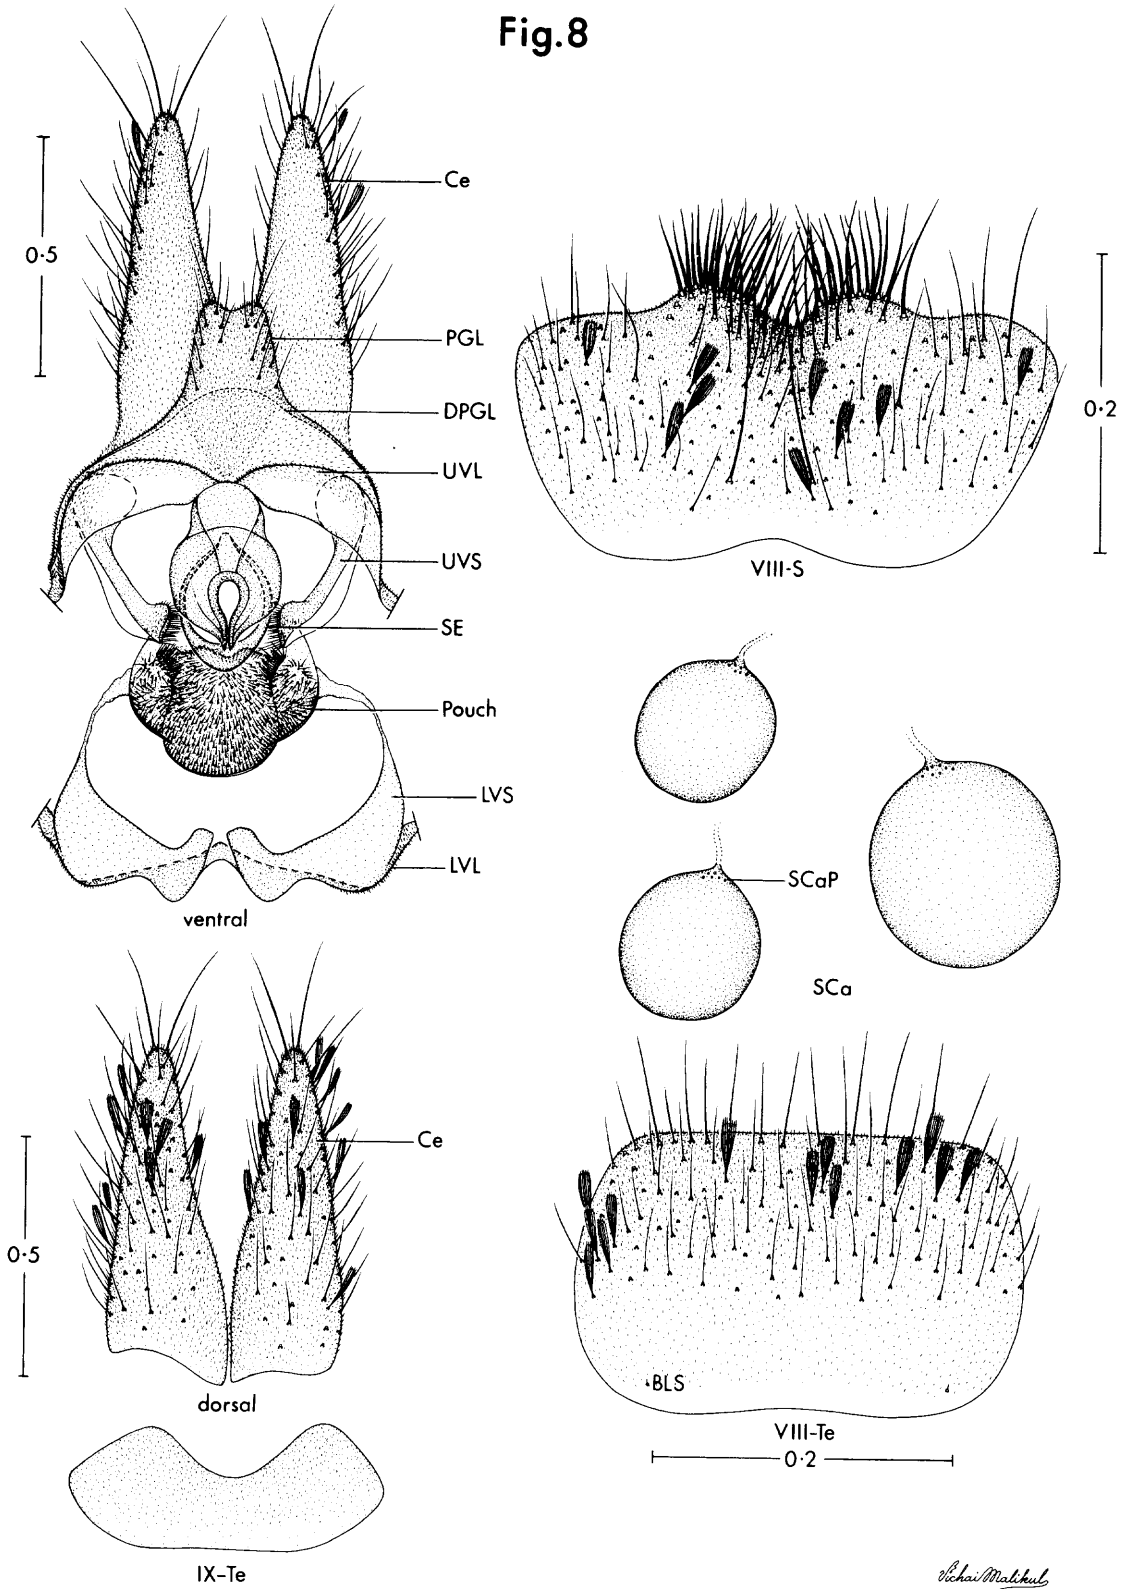 Fig.8
0·5
Ce
PGL
DPGL
UVL
UVS
SE
Pouch
LVS
LVL
ventral
0·2
VIII-S
SCaP
SCa
0·5
Ce
dorsal
BLS
VIII-Te
0·2
IX-Te
Vichai Malikul